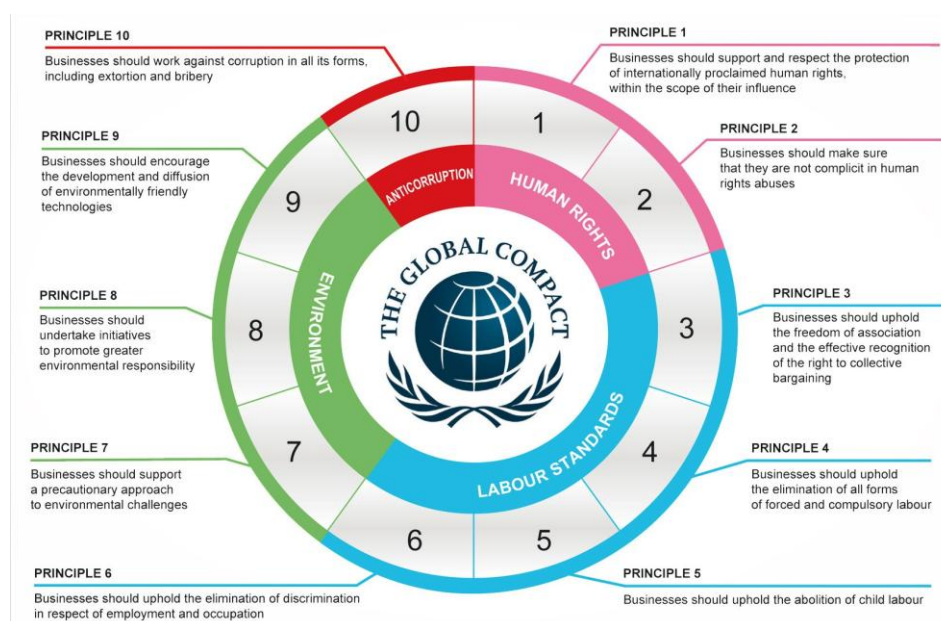 PRINCIPLE 10
Businesses should work against corruption in all its forms,
including extortion and bribery
PRINCIPLE 1
Businesses should support and respect the protection
of internationally proclaimed human rights,
within the scope of their influence
PRINCIPLE 9
Businesses should encourage
the development and diffusion
of environmentally friendly
technologies
PRINCIPLE 2
Businesses should make sure
that they are not complicit in human
rights abuses
PRINCIPLE 8
Businesses should
undertake initiatives
to promote greater
environmental responsibility
PRINCIPLE 3
Businesses should uphold
the freedom of association
and the effective recognition
of the right to collective
bargaining
PRINCIPLE 7
Businesses should support
a precautionary approach
to environmental challenges
PRINCIPLE 4
Businesses should uphold
the elimination of all forms
of forced and compulsory labour
PRINCIPLE 6
Businesses should uphold the elimination of discrimination
in respect of employment and occupation
PRINCIPLE 5
Businesses should uphold the abolition of child labour
10
1
2
3
4
5
6
7
8
9
ANTICORRUPTION
HUMAN RIGHTS
LABOUR STANDARDS
ENVIRONMENT
THE GLOBAL COMPACT